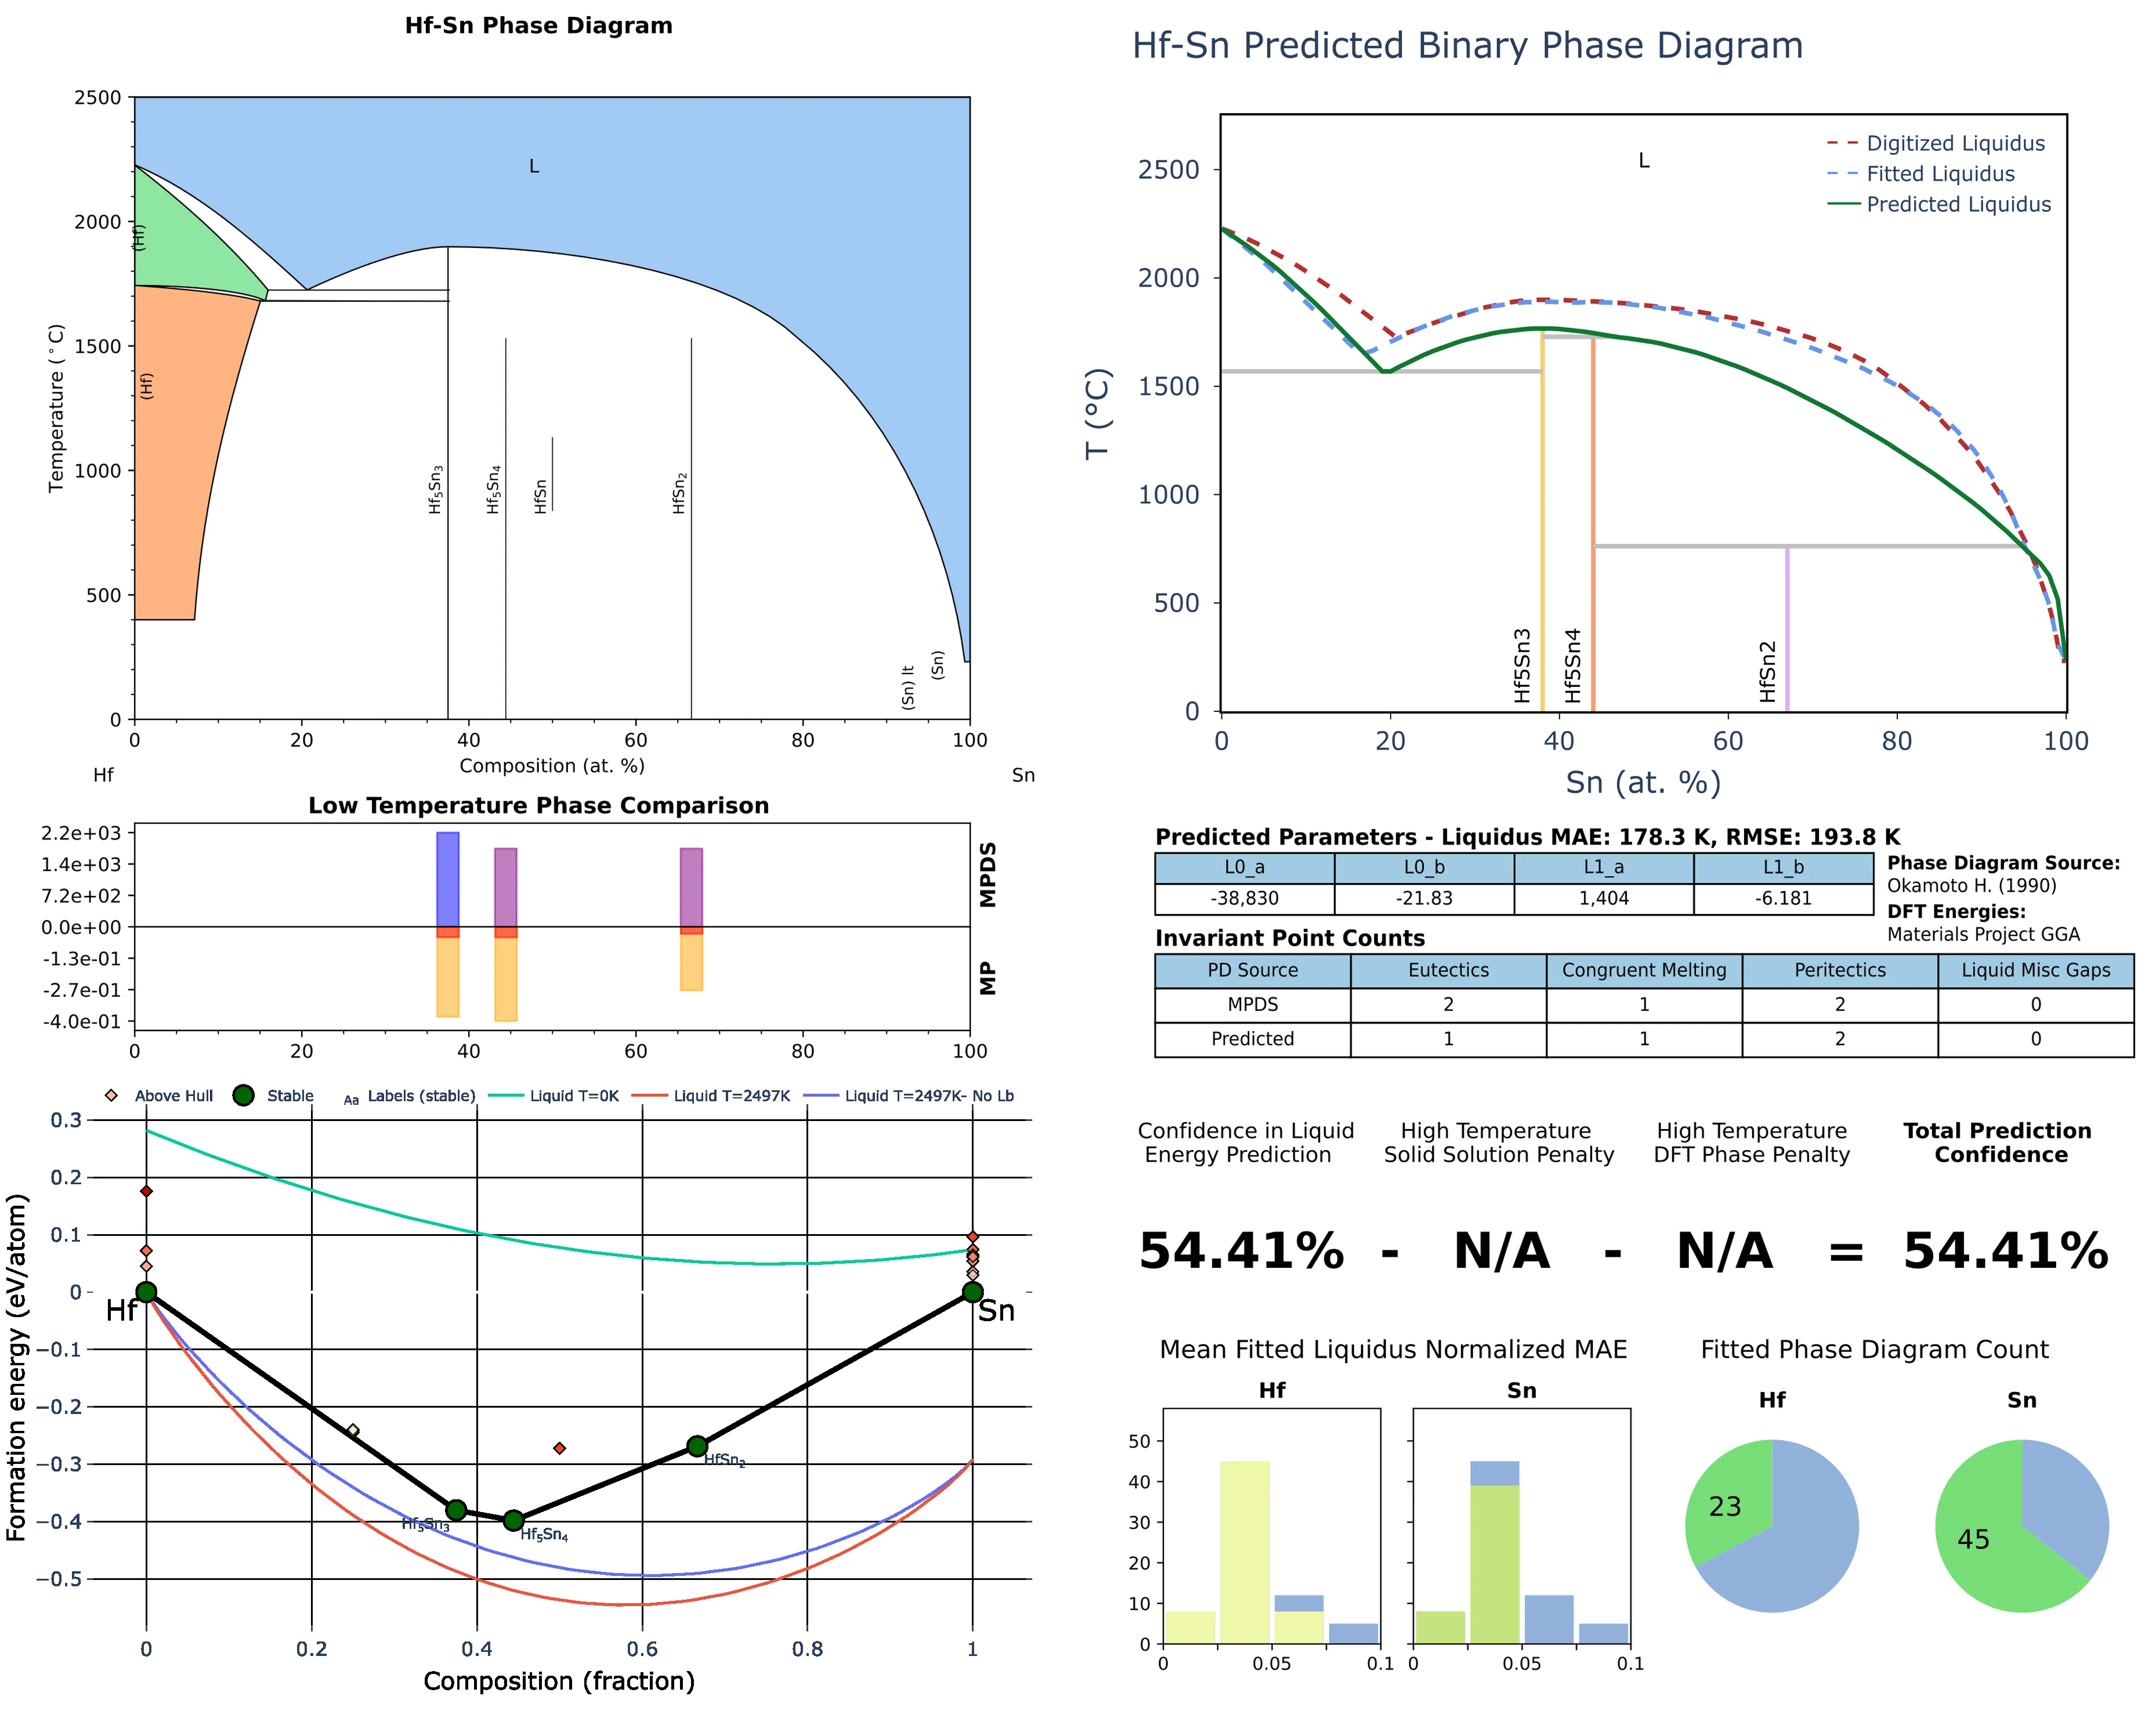 Hf-Sn Phase Diagram
2500
2000
1500
1000
500
0
Temperature (°C)
L
(Hf)
(Hf)
Hf5Sn3
Hf5Sn4
HfSn
HfSn2
(Sn) lt
(Sn)
0 20 40 60 80 100
Composition (at. %)
Hf Sn
Low Temperature Phase Comparison
2.2e+03
1.4e+03
7.2e+02
0.0e+00
-1.3e-01
-2.7e-01
-4.0e-01
MPDS
MP
0 20 40 60 80 100
Above Hull Stable Aa Labels (stable) Liquid T=0K Liquid T=2497K Liquid T=2497K- No Lb
0.3
0.2
0.1
0
−0.1
−0.2
−0.3
−0.4
−0.5
Formation energy (eV/atom)
Hf
Sn
Hf5Sn3
Hf5Sn4
HfSn2
0 0.2 0.4 0.6 0.8 1
Composition (fraction)
Hf-Sn Predicted Binary Phase Diagram
Digitized Liquidus
Fitted Liquidus
Predicted Liquidus
L
2500
2000
1500
1000
500
0
T (°C)
Hf5Sn3
Hf5Sn4
HfSn2
0 20 40 60 80 100
Sn (at. %)
Predicted Parameters - Liquidus MAE: 178.3 K, RMSE: 193.8 K
L0_a L0_b L1_a L1_b
-38,830 -21.83 1,404 -6.181
Phase Diagram Source:
Okamoto H. (1990)
DFT Energies:
Materials Project GGA
Invariant Point Counts
PD Source Eutectics Congruent Melting Peritectics Liquid Misc Gaps
MPDS 2 1 2 0
Predicted 1 1 2 0
Confidence in Liquid
Energy Prediction
High Temperature
Solid Solution Penalty
High Temperature
DFT Phase Penalty
Total Prediction
Confidence
54.41% - N/A - N/A = 54.41%
Mean Fitted Liquidus Normalized MAE
Hf
Sn
50
40
30
20
10
0
0 0.05 0.1
0 0.05 0.1
Fitted Phase Diagram Count
Hf
Sn
23
45